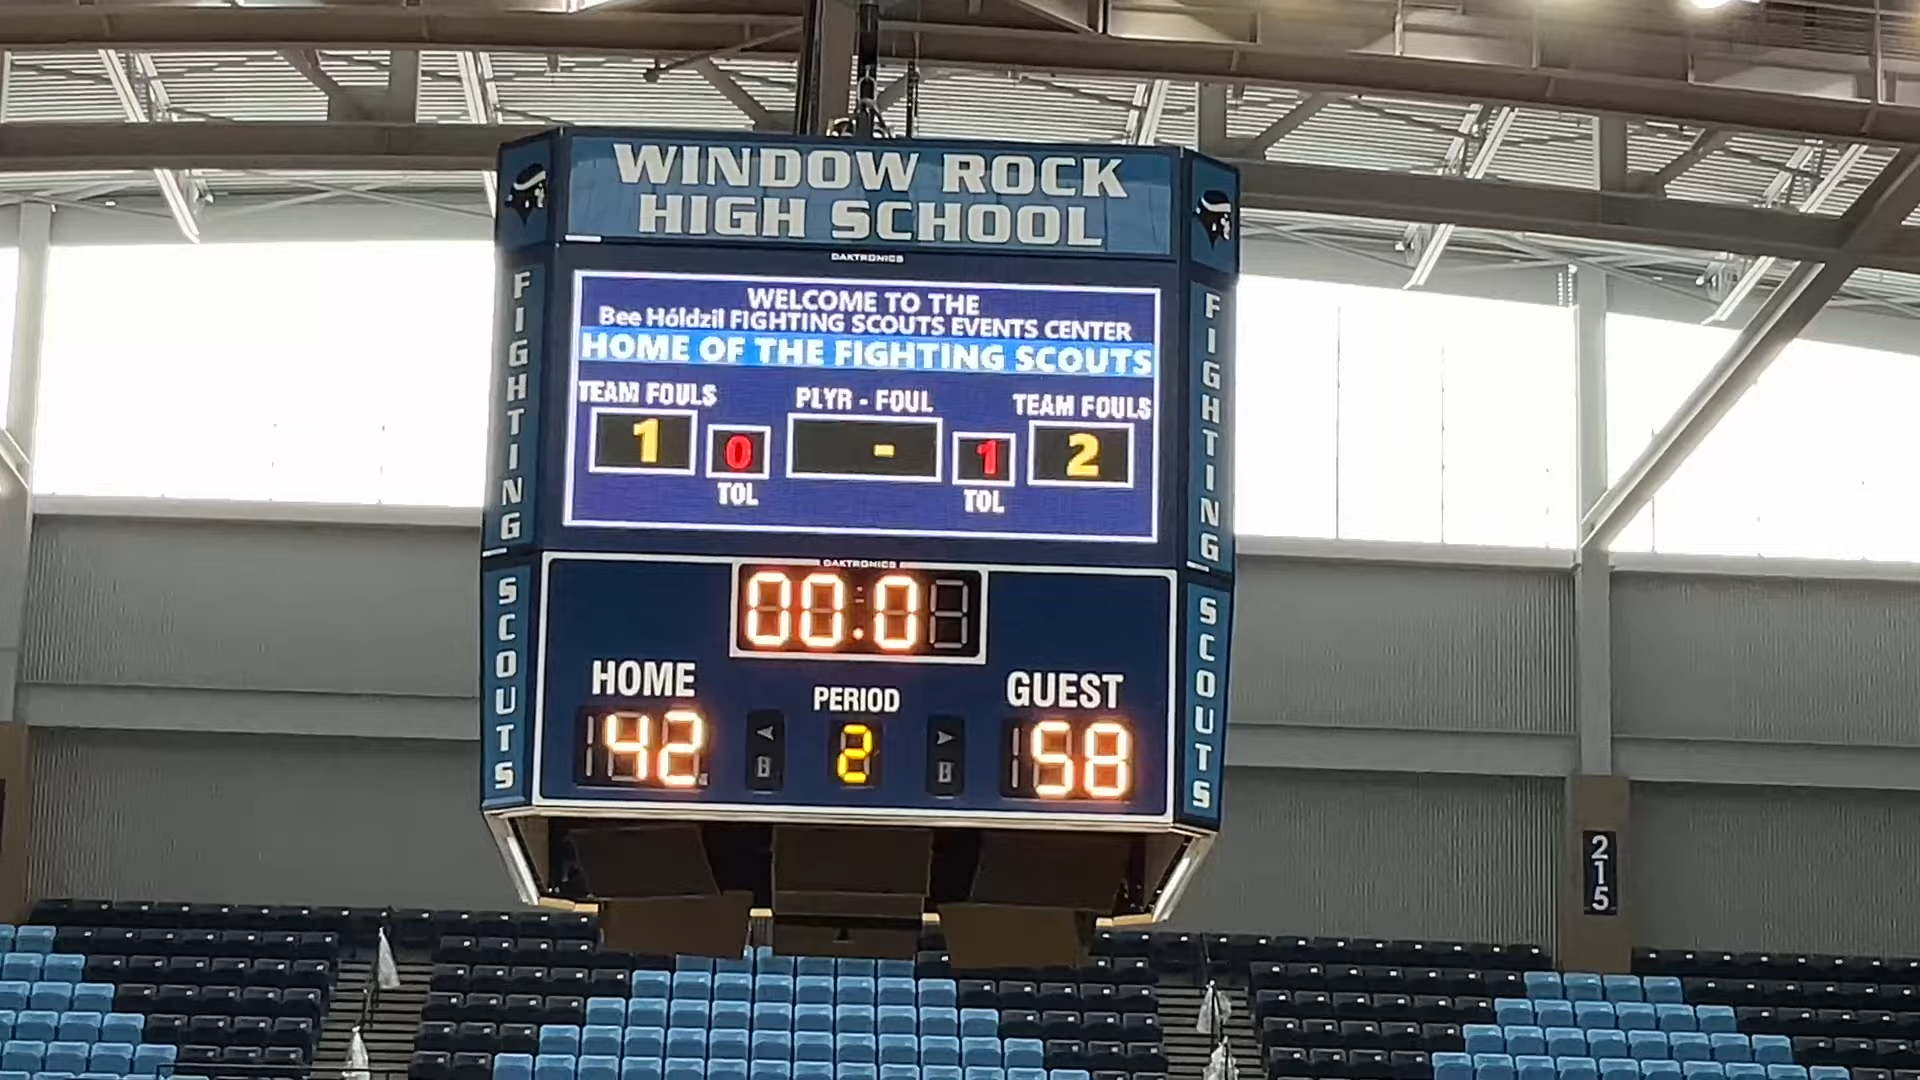 WINDOW ROCK
HIGH SCHOOL
DAKTRONICS
FIGHTING SCOUTS
WELCOME TO THE
Bee Hóldzil FIGHTING SCOUTS EVENTS CENTER
HOME OF THE FIGHTING SCOUTS
TEAM FOULS PLYR - FOUL TEAM FOULS
1 0 - 1 2
TOL TOL
FIGHTING SCOUTS
DAKTRONICS
00.0
HOME PERIOD GUEST
42 B 2 B 58
215